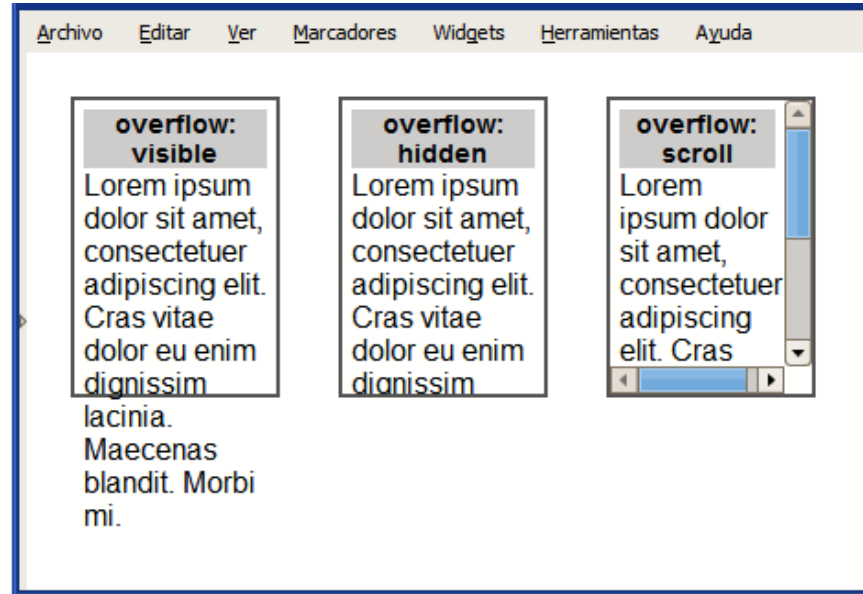 Archivo Editar Ver Marcadores Widgets Herramientas Ayuda
overflow:
visible
Lorem ipsum
dolor sit amet,
consectetuer
adipiscing elit.
Cras vitae
dolor eu enim
dignissim
lacinia.
Maecenas
blandit. Morbi
mi.
overflow:
hidden
Lorem ipsum
dolor sit amet,
consectetuer
adipiscing elit.
Cras vitae
dolor eu enim
dignissim
overflow:
scroll
Lorem
ipsum dolor
sit amet,
consectetuer
adipiscing
elit. Cras